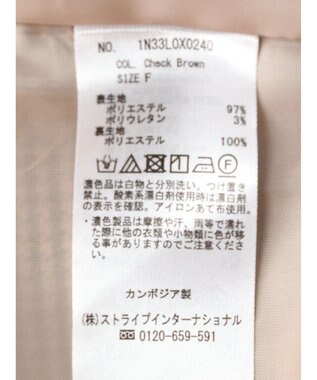 NO. 1N33L0X0240
COL. Check Brown
SIZE F
表生地
ポリエステル 97%
ポリウレタン 3%
裏生地
ポリエステル 100%
濃色品は白物と分別洗い、つけ置き
禁止。酸素系漂白剤使用時は漂白剤
の表示を確認。アイロンあて布使用。
・濃色製品は摩擦や汗、雨等で濡れ
た際に他の衣類や小物類に色が移
る事がありますのでご注意くださ
い。
カンボジア製
(株)ストライプインターナショナル
0120-659-591